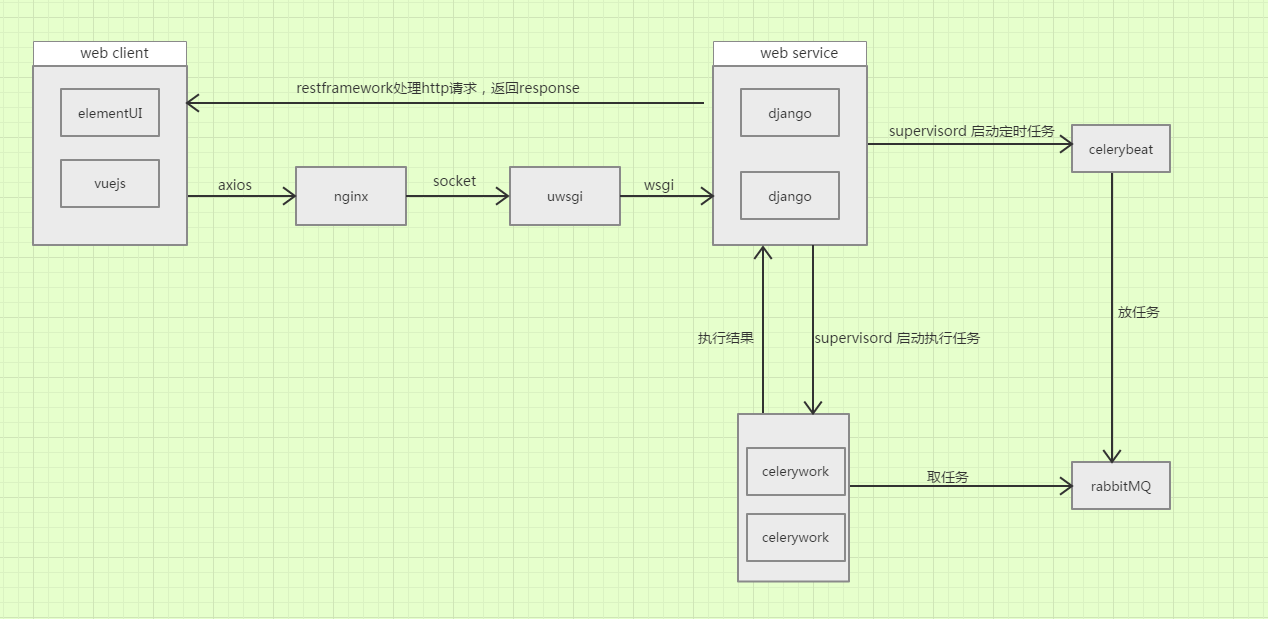 web client
web service
restframework处理http请求，返回response
elementUI
django
supervisord 启动定时任务
celerybeat
vuejs
axios
nginx
socket
uwsgi
wsgi
django
放任务
执行结果
supervisord 启动执行任务
celerywork
取任务
rabbitMQ
celerywork